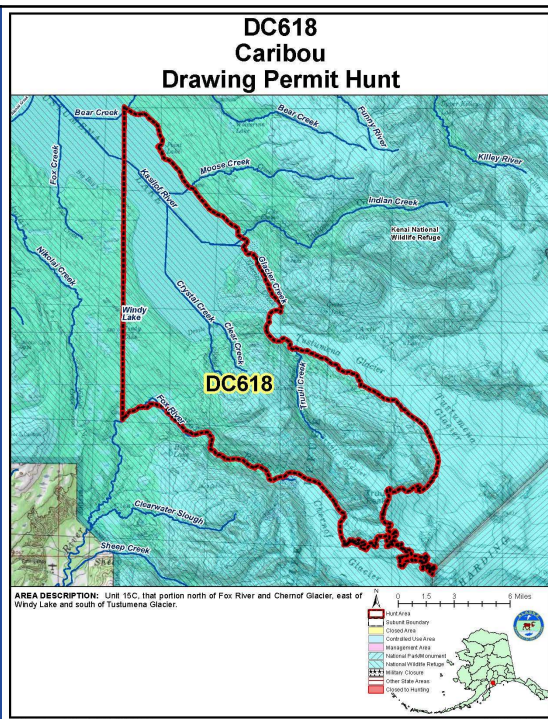 DC618
Caribou
Drawing Permit Hunt
Bear Creek
Bear Creek
Funny River
Killey River
Fox Creek
Moose Creek
Kasilof River
Indian Creek
Kenai National
Wildlife Refuge
Nikolai Creek
Glacier Creek
Crystal Creek
Clear Creek
Windy
Lake
Tustumena Glacier
Truuli Creek
DC618
Fox River
Tustumena
Glacier
Clearwater Slough
Sheep Creek
AREA DESCRIPTION: Unit 15C, that portion north of Fox River and Chernof Glacier, east of
Windy Lake and south of Tustumena Glacier.
N
0 1.5 3 6 Miles
Hunt Area
Subunit Boundary
Closed Area
Controlled Use Area
Management Area
National Park/Monument
National Wildlife Refuge
Military Closure
Other State Areas
Closed to Hunting